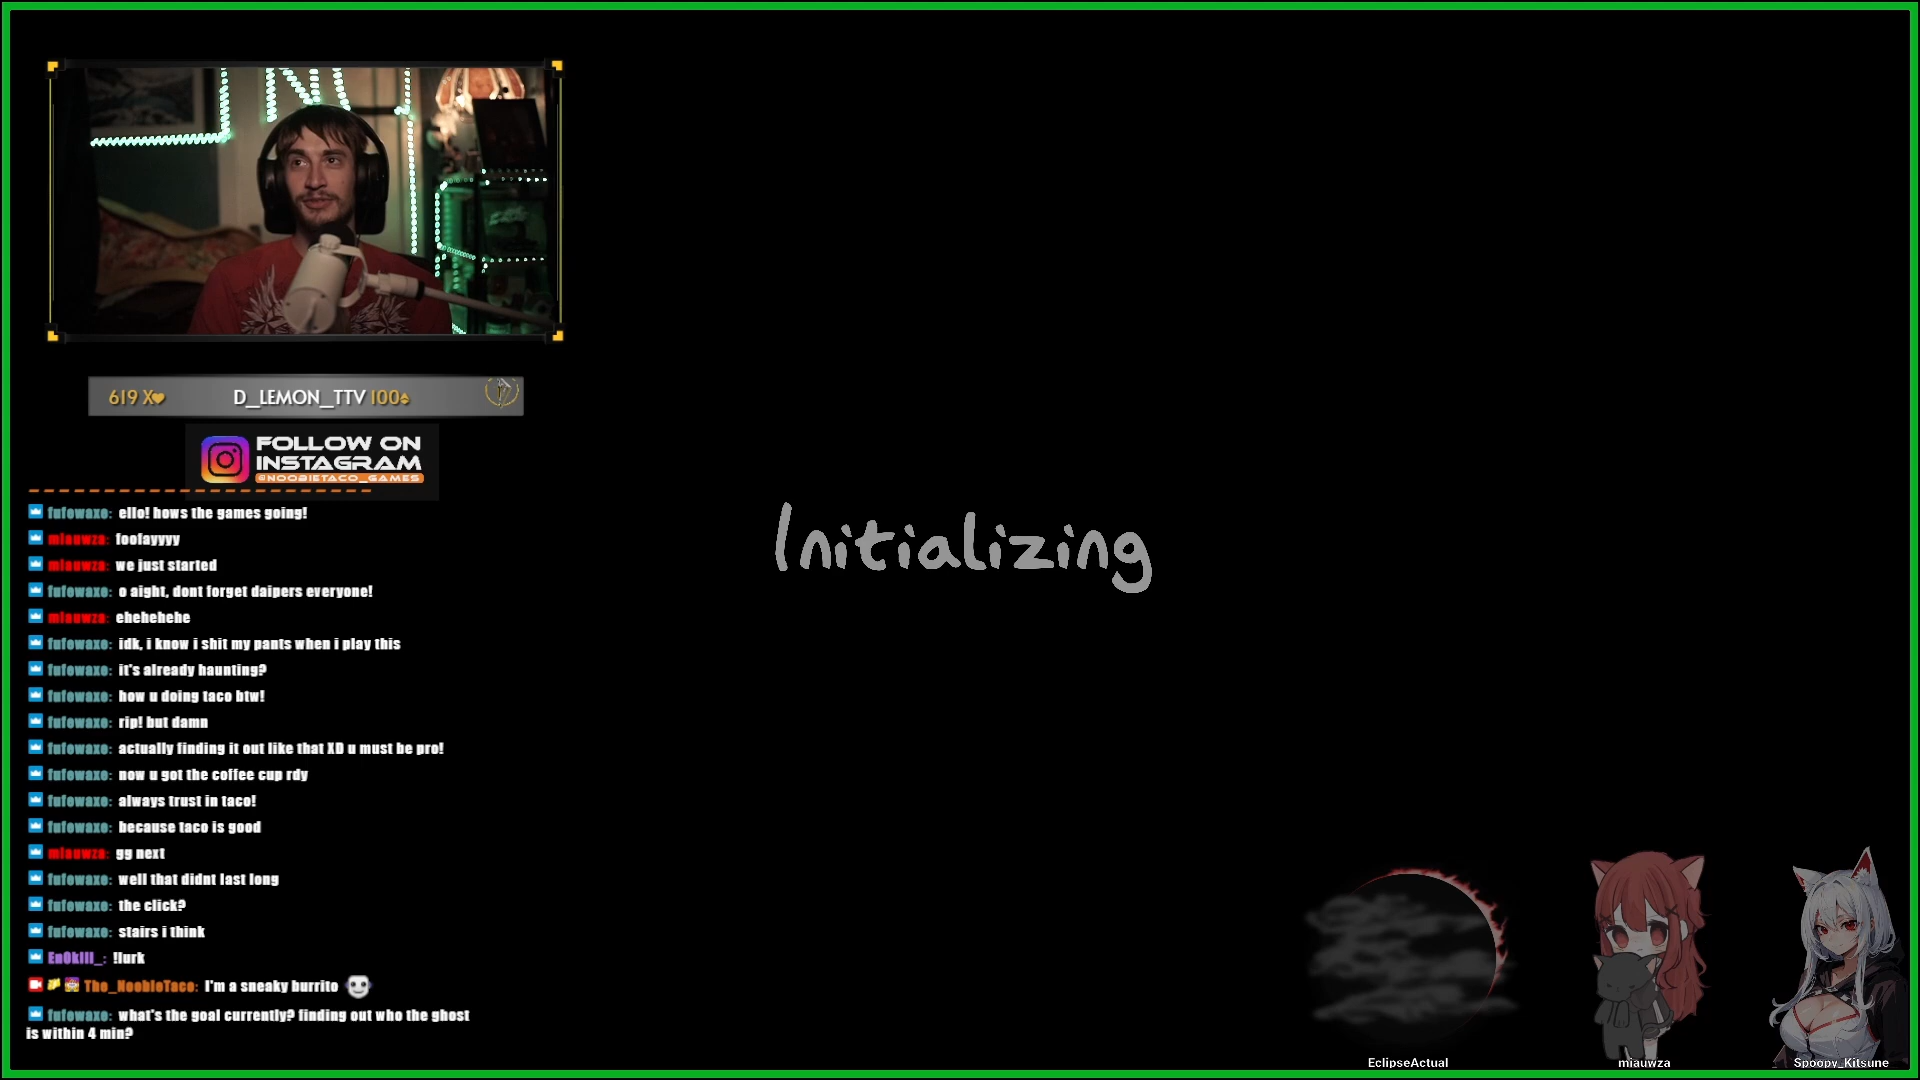 619 X
D_LEMON_TTV 100
FOLLOW ON
INSTAGRAM
@NOOBIETACO_GAMES
fufowaxo: ello! hows the games going!
miauwza: foofayyyy
miauwza: we just started
fufowaxo: o aight, dont forget daipers everyone!
miauwza: ehehehehe
fufowaxo: idk, i know i shit my pants when i play this
fufowaxo: it's already haunting?
fufowaxo: how u doing taco btw!
fufowaxo: rip! but damn
fufowaxo: actually finding it out like that XD u must be pro!
fufowaxo: now u got the coffee cup rdy
fufowaxo: always trust in taco!
fufowaxo: because taco is good
miauwza: gg next
fufowaxo: well that didnt last long
fufowaxo: the click?
fufowaxo: stairs i think
!lurk
The_NoobieTaco: I'm a sneaky burrito
fufowaxo: what's the goal currently? finding out who the ghost
is within 4 min?
Initializing
EclipseActual
miauwza
Spoopy_Kitsune